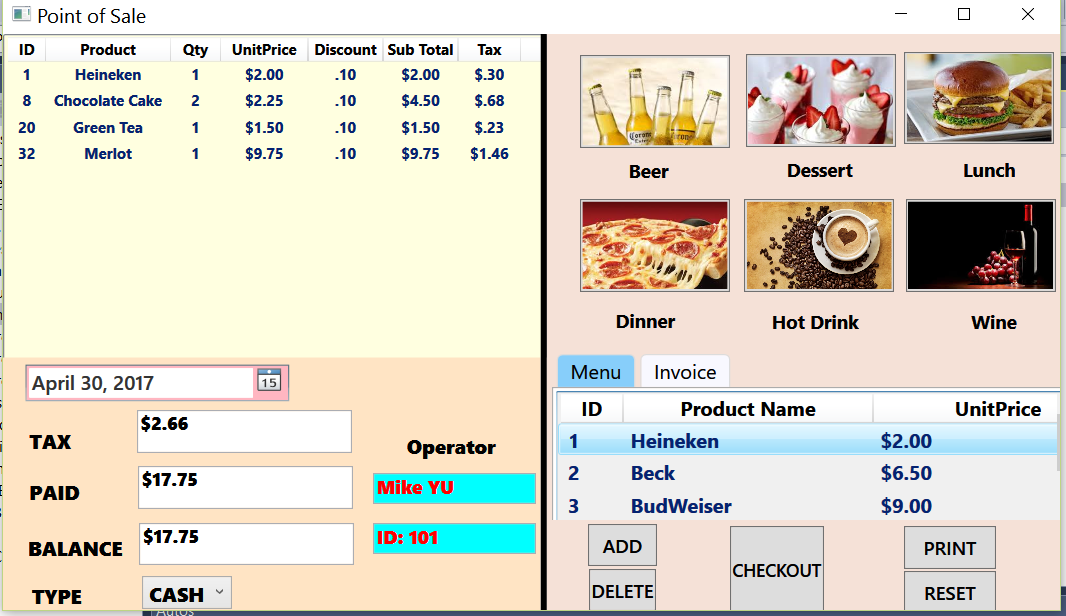 Point of Sale
ID Product Qty UnitPrice Discount Sub Total Tax
1 Heineken 1 $2.00 .10 $2.00 $.30
8 Chocolate Cake 2 $2.25 .10 $4.50 $.68
20 Green Tea 1 $1.50 .10 $1.50 $.23
32 Merlot 1 $9.75 .10 $9.75 $1.46
April 30, 2017 15
TAX $2.66
Operator
PAID $17.75
Mike YU
BALANCE $17.75
ID: 101
TYPE CASH
Autos
Corona
Beer Dessert Lunch
Dinner Hot Drink Wine
Menu Invoice
ID Product Name UnitPrice
1 Heineken $2.00
2 Beck $6.50
3 BudWeiser $9.00
ADD
CHECKOUT
PRINT
DELETE
RESET